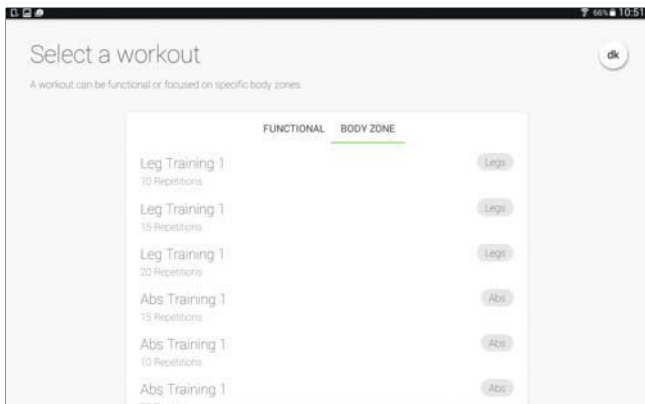 66% 10:51
Select a workout
dk
A workout can be functional or focused on specific body zones.
FUNCTIONAL BODY ZONE
Leg Training 1 Legs
10 Repetitions
Leg Training 1 Legs
15 Repetitions
Leg Training 1 Legs
20 Repetitions
Abs Training 1 Abs
15 Repetitions
Abs Training 1 Abs
10 Repetitions
Abs Training 1 Abs